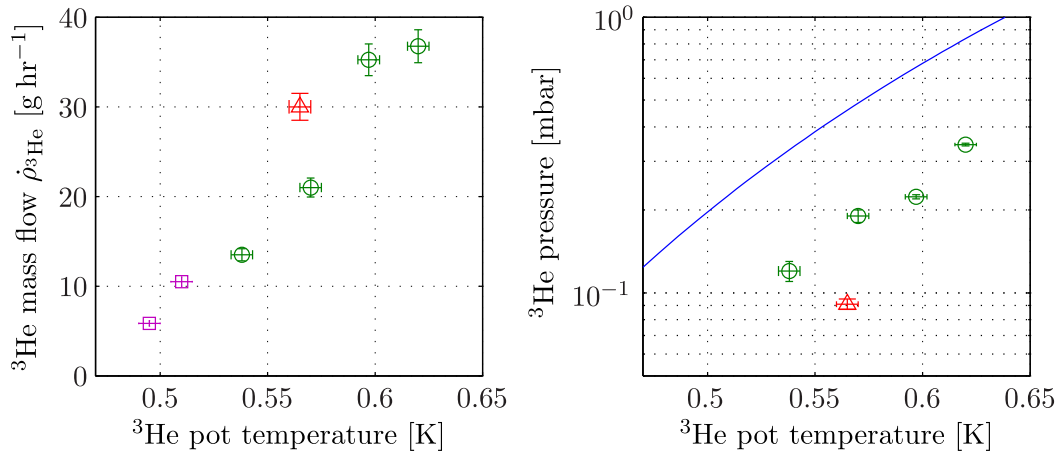 ³He mass flow ρ̇₃He [g hr⁻¹]
40
30
20
10
0
0.5 0.55 0.6 0.65
³He pot temperature [K]
³He pressure [mbar]
10⁰
10⁻¹
0.5 0.55 0.6 0.65
³He pot temperature [K]